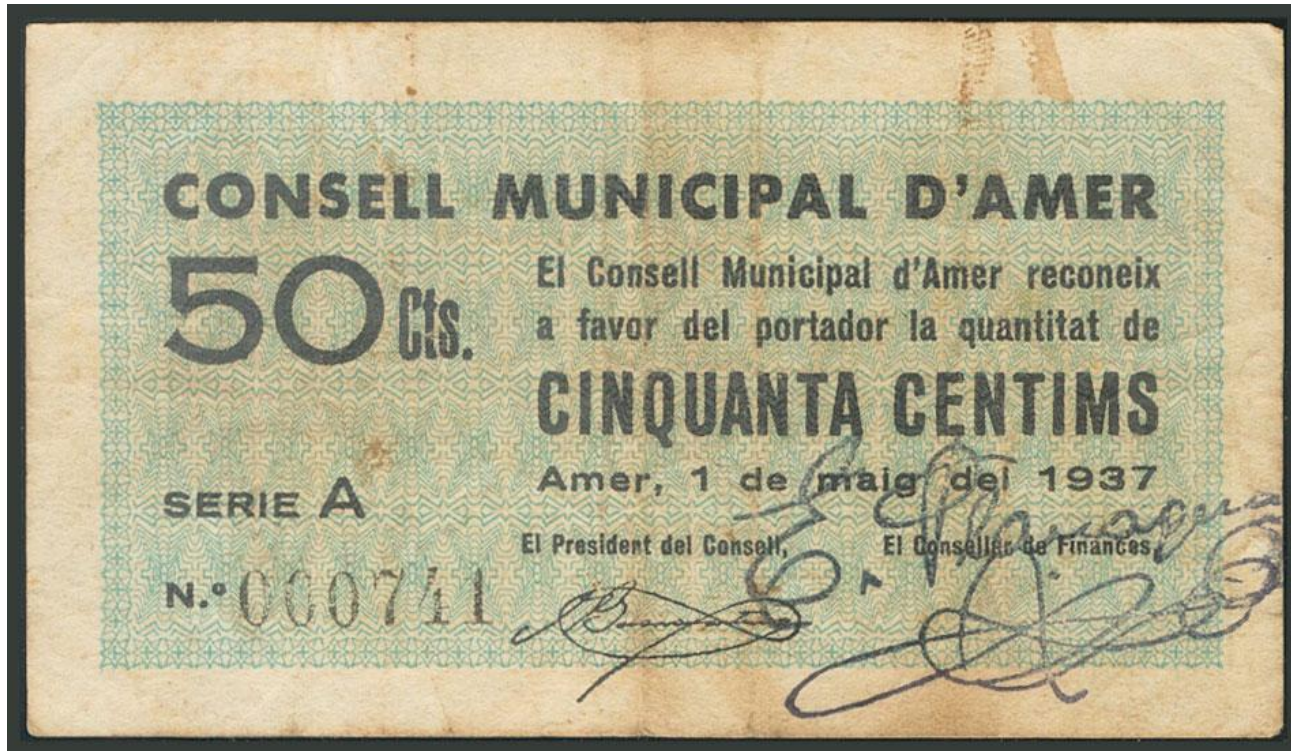 CONSELL MUNICIPAL D'AMER
50 Cts.
El Consell Municipal d'Amer reconeix
a favor del portador la quantitat de
CINQUANTA CENTIMS
Amer, 1 de maig del 1937
SERIE A
El President del Consell, El Conseller de Finances,
N.º 000741